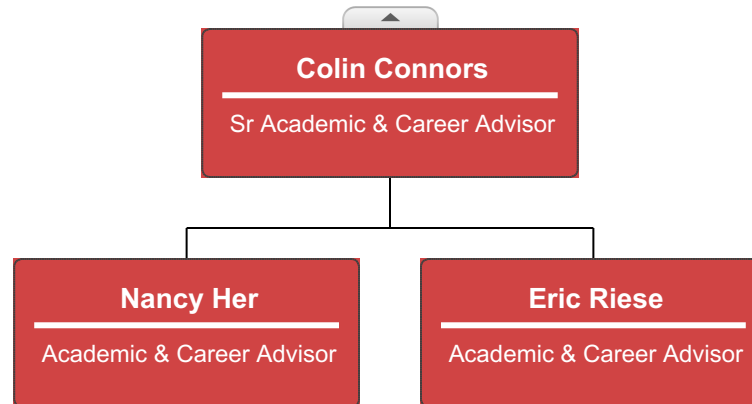 Colin Connors
Sr Academic & Career Advisor
Nancy Her
Academic & Career Advisor
Eric Riese
Academic & Career Advisor